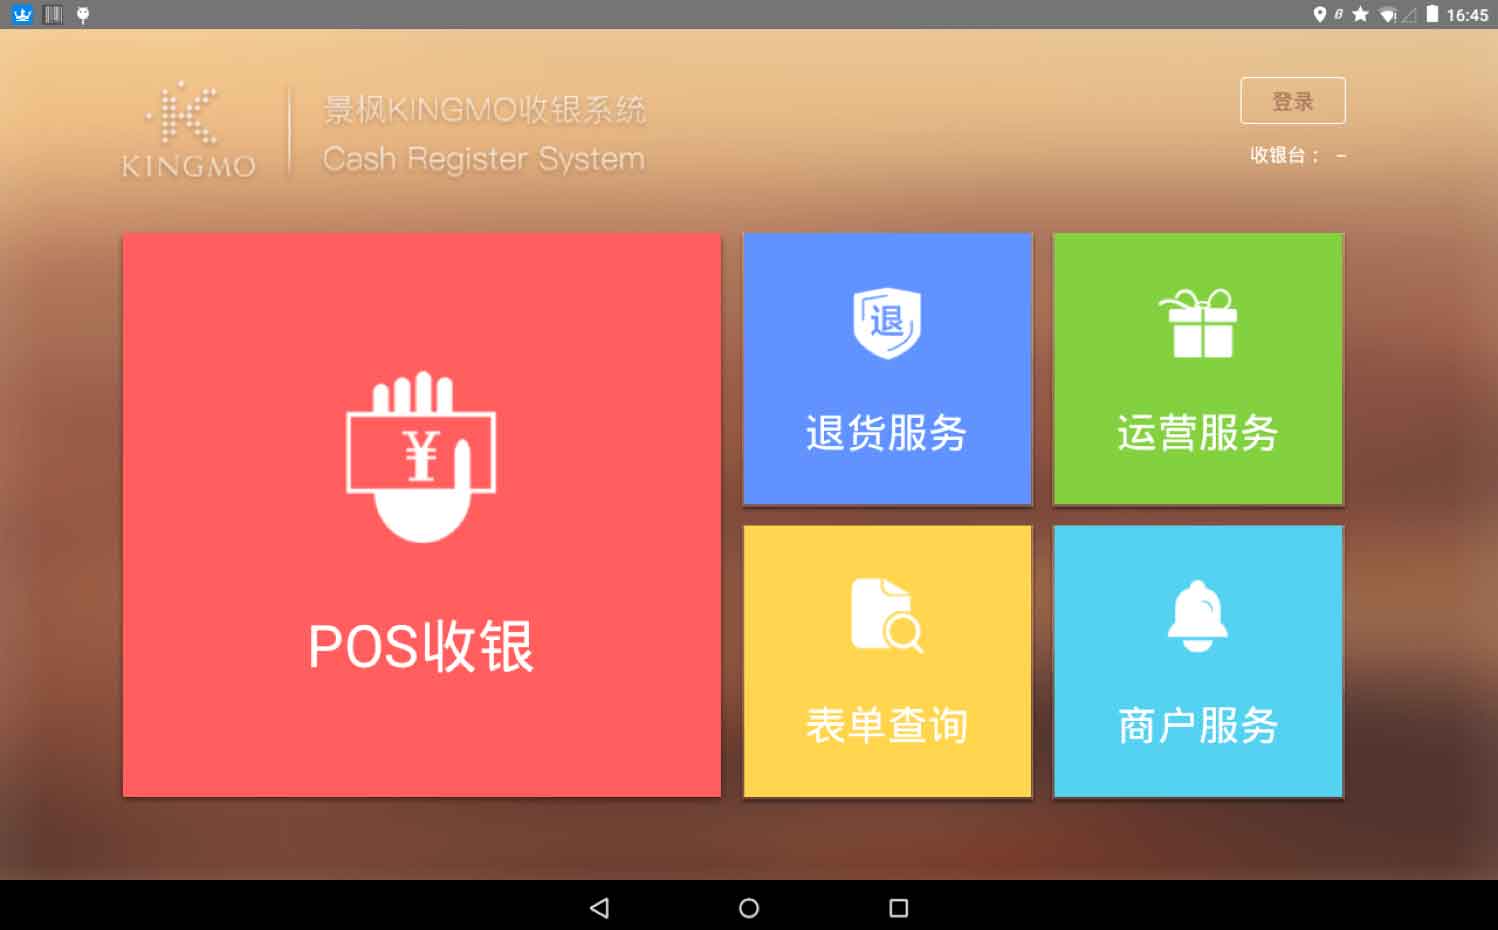 16:45
KINGMO
景枫KINGMO收银系统
Cash Register System
登录
收银台： –
¥
POS收银
退
退货服务
运营服务
表单查询
商户服务